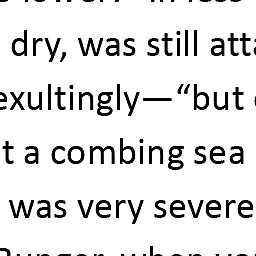 dry, was still atta
exultingly—“but
t a combing sea
was very severe